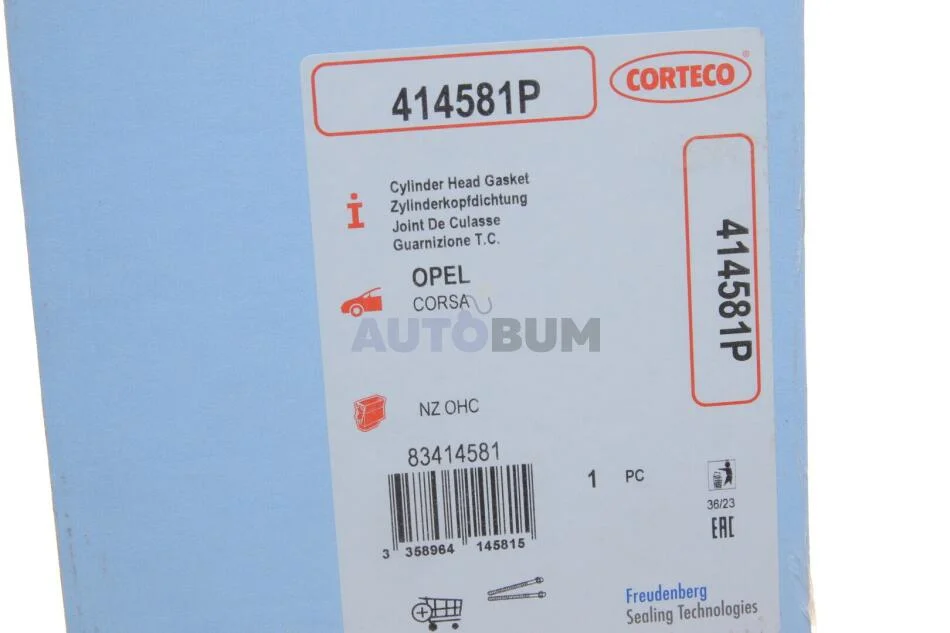 414581P
CORTECO®
Cylinder Head Gasket
Zylinderkopfdichtung
Joint De Culasse
Guarnizione T.C.
414581P
OPEL
CORSA
AUTOBUM
NZ OHC
83414581
1 PC
36/23
EAC
3 358964 145815
Freudenberg
Sealing Technologies